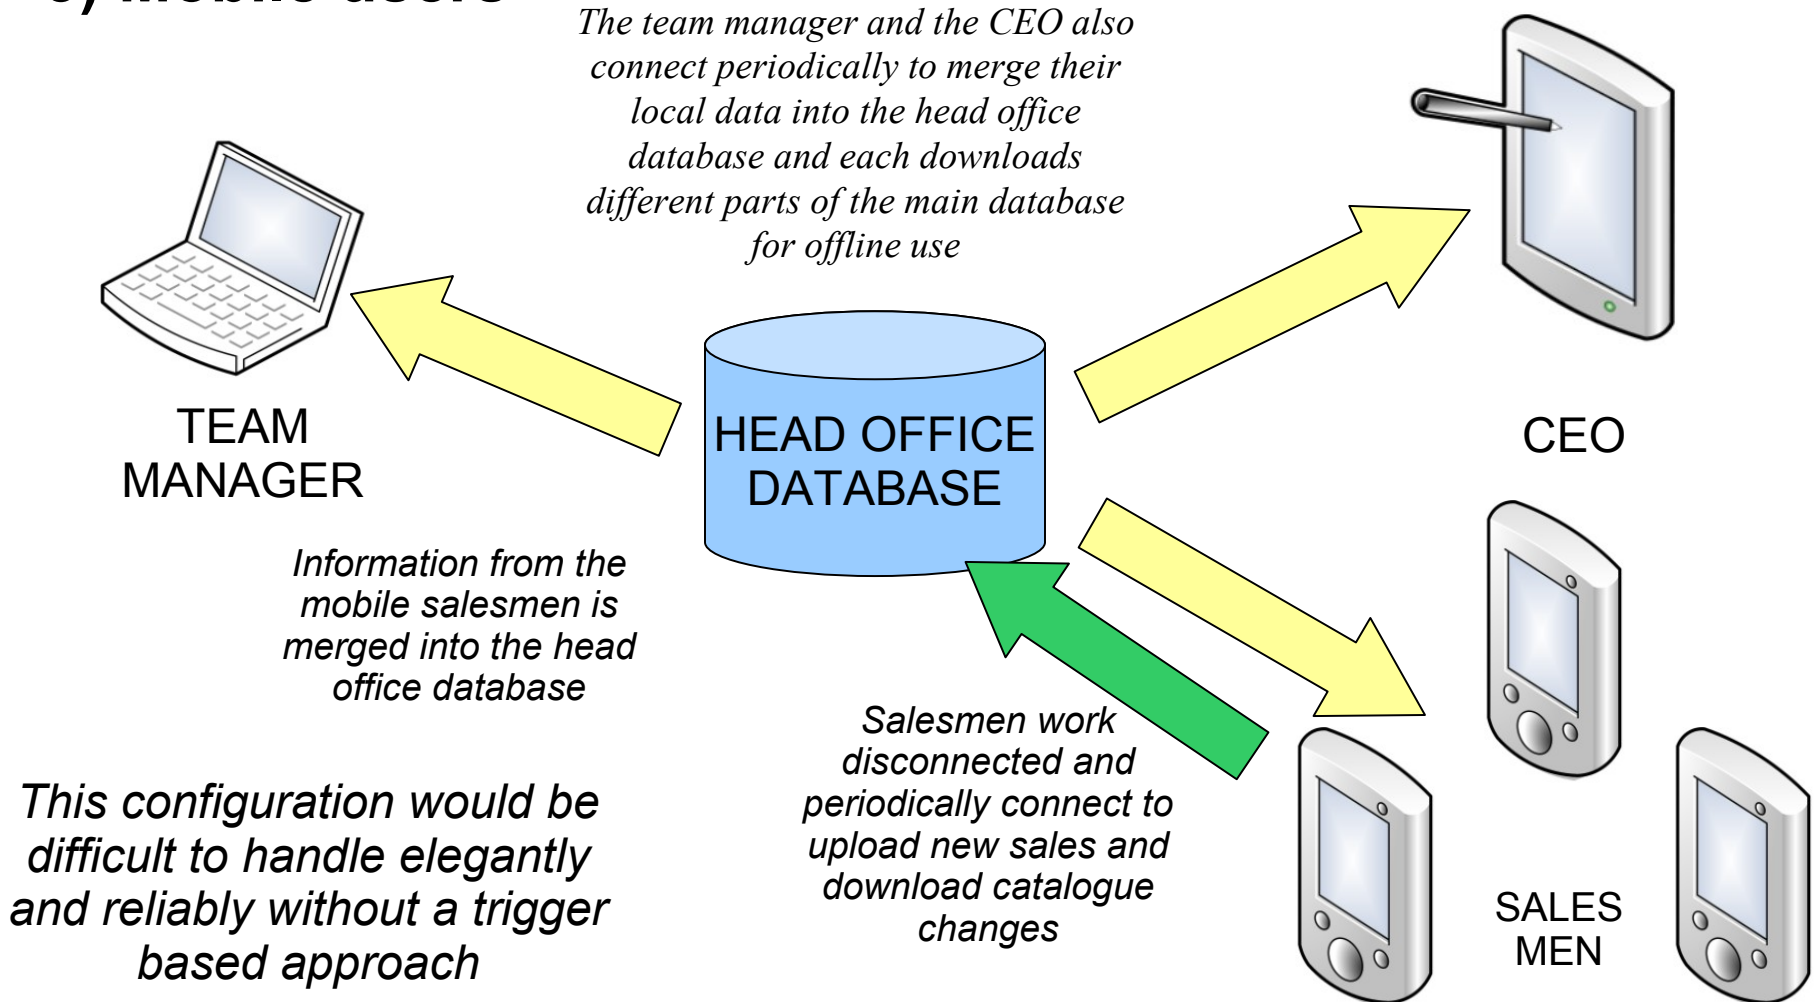 The team manager and the CEO also
connect periodically to merge their
local data into the head office
database and each downloads
different parts of the main database
for offline use
TEAM
MANAGER
HEAD OFFICE
DATABASE
CEO
Information from the
mobile salesmen is
merged into the head
office database
Salesmen work
disconnected and
periodically connect to
upload new sales and
download catalogue
changes
This configuration would be
difficult to handle elegantly
and reliably without a trigger
based approach
SALES
MEN